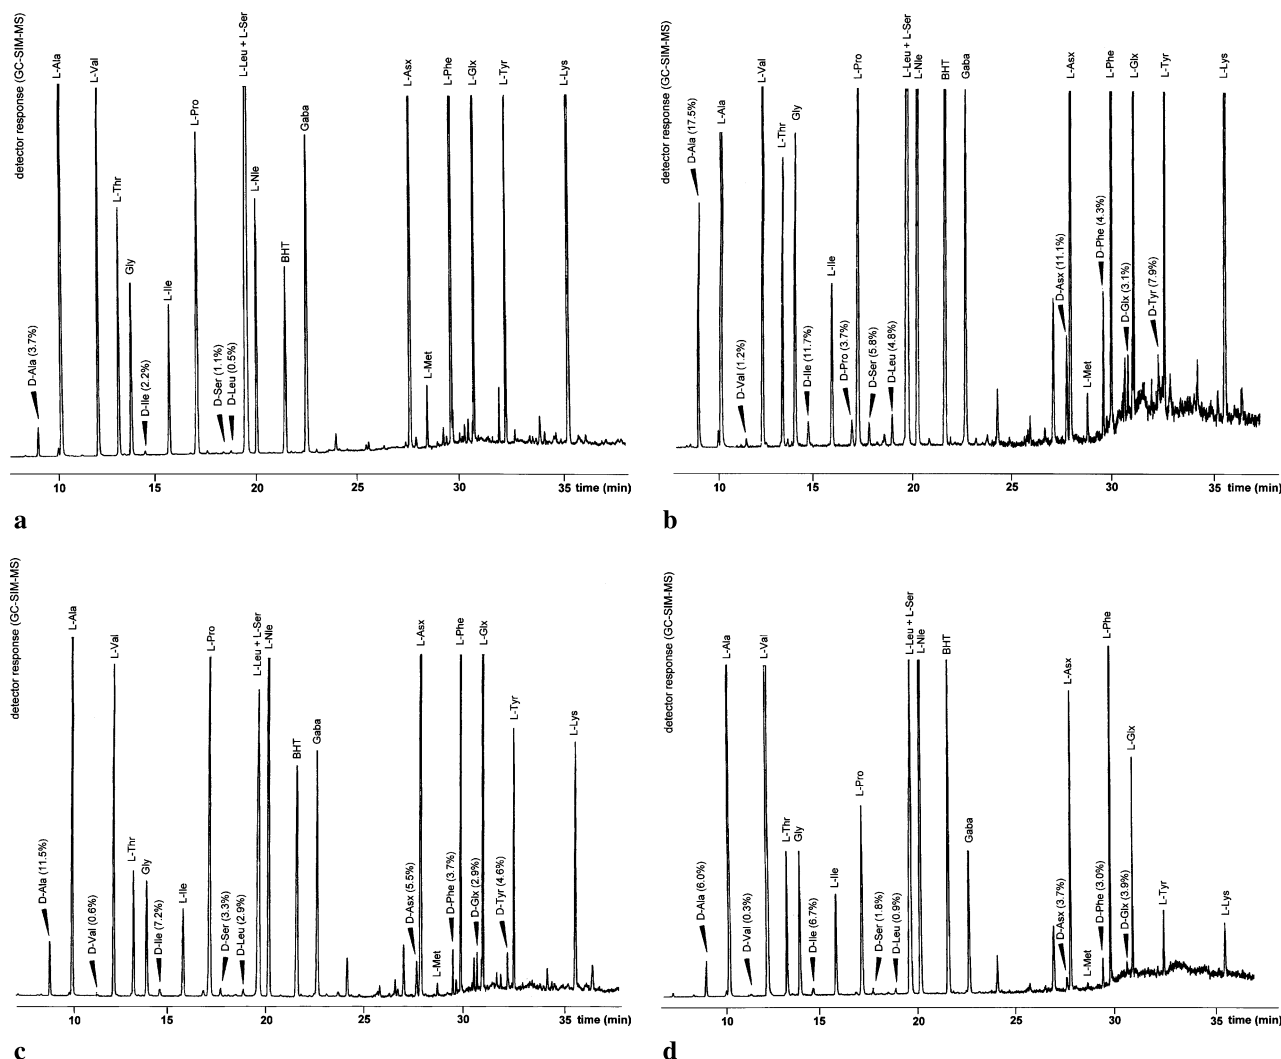 detector response (GC-SIM-MS)
D-Ala (3.7%)
L-Ala
L-Val
L-Thr
Gly
D-Ile (2.2%)
L-Ile
L-Pro
D-Ser (1.1%)
D-Leu (0.5%)
L-Leu + L-Ser
L-Nle
BHT
Gaba
L-Asx
L-Met
L-Phe
L-Glx
L-Tyr
L-Lys
10 15 20 25 30 35 time (min)
a
detector response (GC-SIM-MS)
D-Ala (17.5%)
L-Ala
D-Val (1.2%)
L-Val
L-Thr
Gly
D-Ile (11.7%)
L-Ile
D-Pro (3.7%)
L-Pro
D-Ser (5.8%)
D-Leu (4.8%)
L-Leu + L-Ser
L-Nle
BHT
Gaba
D-Asx (11.1%)
L-Asx
L-Met
D-Phe (4.3%)
L-Phe
D-Glx (3.1%)
L-Glx
D-Tyr (7.9%)
L-Tyr
L-Lys
10 15 20 25 30 35 time (min)
b
detector response (GC-SIM-MS)
D-Ala (11.5%)
L-Ala
D-Val (0.6%)
L-Val
L-Thr
Gly
D-Ile (7.2%)
L-Ile
L-Pro
D-Ser (3.3%)
D-Leu (2.9%)
L-Leu + L-Ser
L-Nle
BHT
Gaba
D-Asx (5.5%)
L-Asx
L-Met
D-Phe (3.7%)
L-Phe
D-Glx (2.9%)
L-Glx
D-Tyr (4.6%)
L-Tyr
L-Lys
10 15 20 25 30 35 time (min)
c
detector response (GC-SIM-MS)
D-Ala (6.0%)
L-Ala
D-Val (0.3%)
L-Val
L-Thr
Gly
D-Ile (6.7%)
L-Ile
L-Pro
D-Ser (1.8%)
D-Leu (0.9%)
L-Leu + L-Ser
L-Nle
BHT
Gaba
D-Asx (3.7%)
L-Asx
L-Met
D-Phe (3.0%)
L-Phe
D-Glx (3.9%)
L-Glx
L-Tyr
L-Lys
10 15 20 25 30 35 time (min)
d